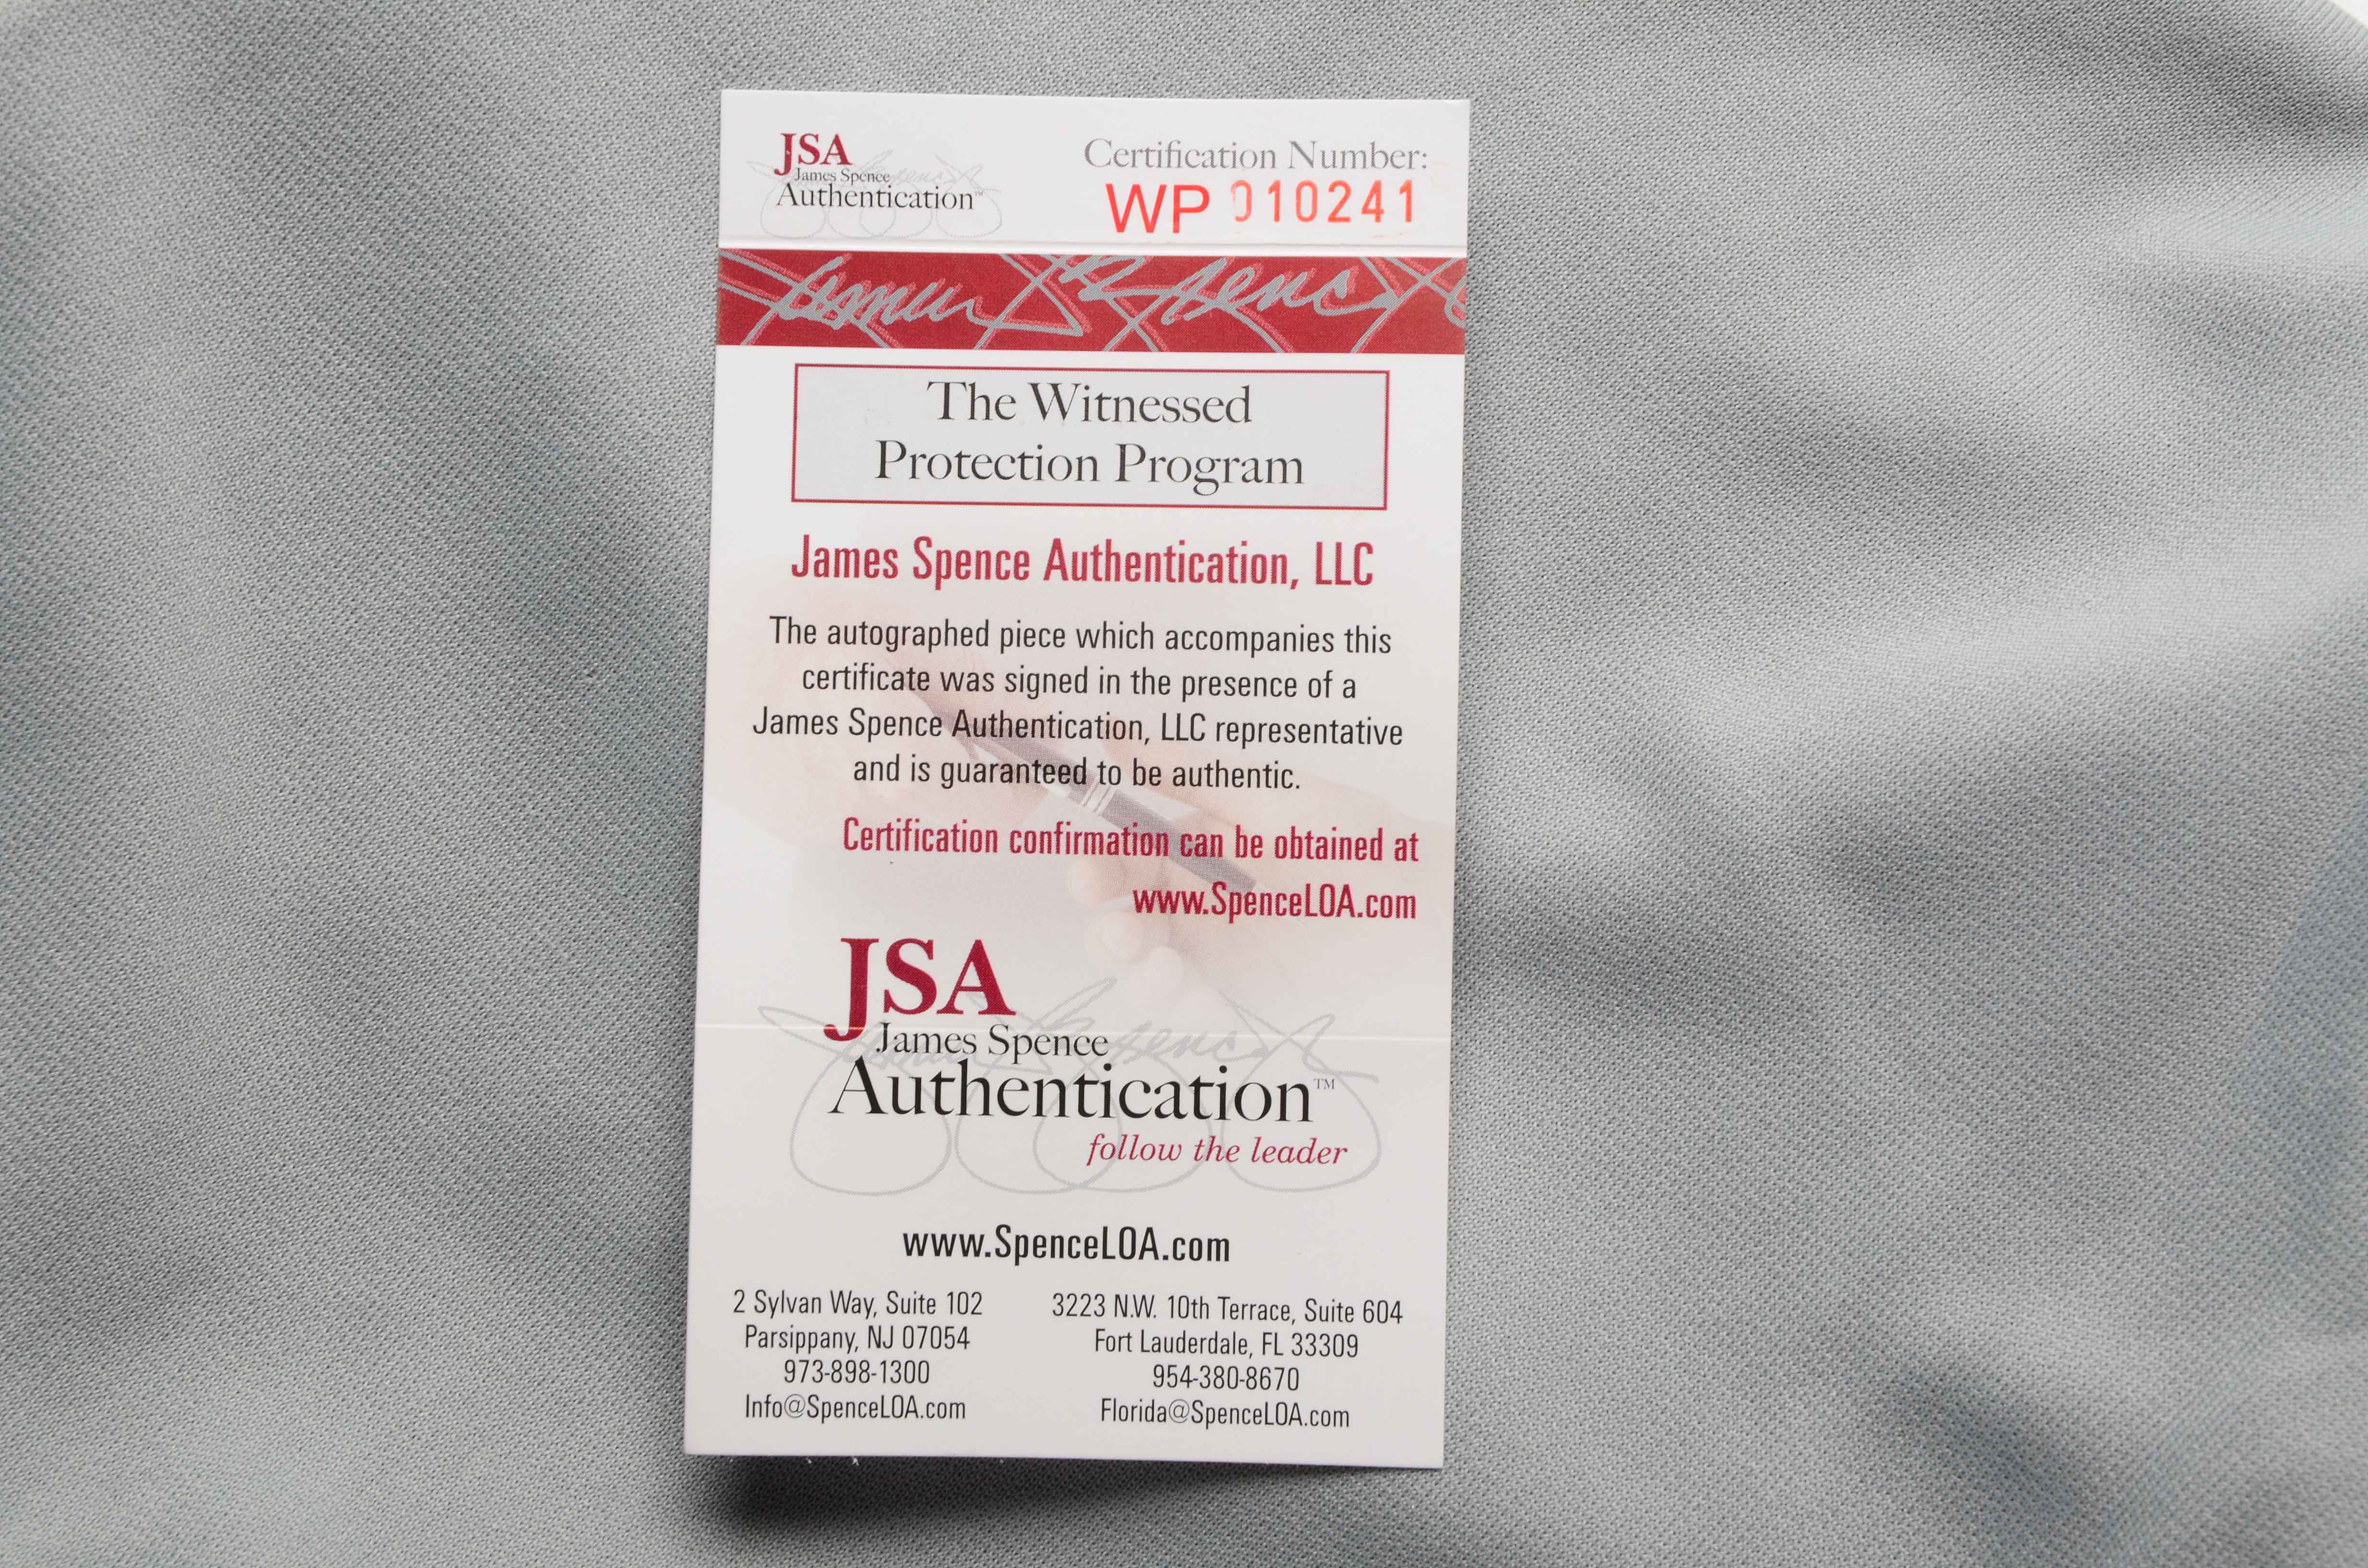 JSA
James Spence
Authentication™
Certification Number:
WP 010241
James Spence
The Witnessed
Protection Program
James Spence Authentication, LLC
The autographed piece which accompanies this
certificate was signed in the presence of a
James Spence Authentication, LLC representative
and is guaranteed to be authentic.
Certification confirmation can be obtained at
www.SpenceLOA.com
JSA
James Spence
Authentication™
follow the leader
www.SpenceLOA.com
2 Sylvan Way, Suite 102
Parsippany, NJ 07054
973-898-1300
Info@SpenceLOA.com
3223 N.W. 10th Terrace, Suite 604
Fort Lauderdale, FL 33309
954-380-8670
Florida@SpenceLOA.com